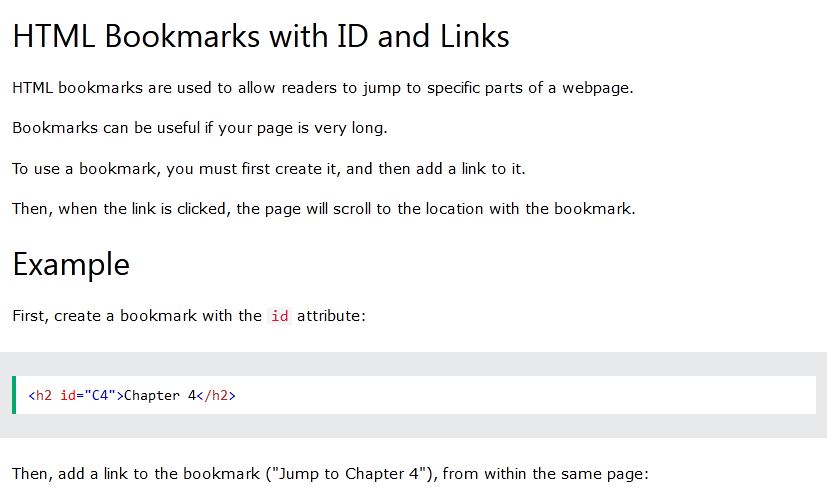 HTML Bookmarks with ID and Links
HTML bookmarks are used to allow readers to jump to specific parts of a webpage.
Bookmarks can be useful if your page is very long.
To use a bookmark, you must first create it, and then add a link to it.
Then, when the link is clicked, the page will scroll to the location with the bookmark.
Example
First, create a bookmark with the id attribute:
<h2 id="C4">Chapter 4</h2>
Then, add a link to the bookmark ("Jump to Chapter 4"), from within the same page: